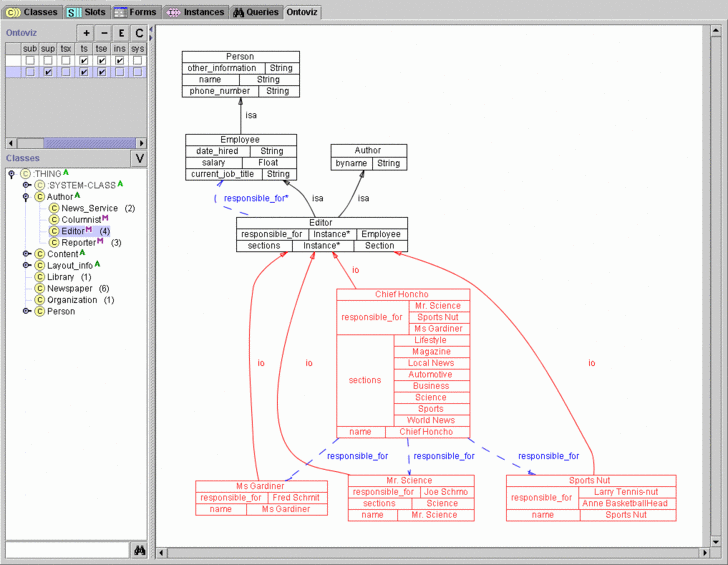 Classes Slots Forms Instances Queries Ontoviz
Ontoviz + − E C
sub sup tsx ts tse ins sys
Classes V
:THING A
:SYSTEM-CLASS A
Author A
News_Service (2)
Columnist M
Editor M (4)
Reporter M (3)
Content A
Layout_info A
Library (1)
Newspaper (6)
Organization (1)
Person
Person
other_information String
name String
phone_number String
isa
Employee
date_hired String
salary Float
current_job_title String
Author
byname String
( responsible_for*
isa
isa
Editor
responsible_for Instance* Employee
sections Instance* Section
io
io
io
io
Chief Honcho
responsible_for
Mr. Science
Sports Nut
Ms Gardiner
sections
Lifestyle
Magazine
Local News
Automotive
Business
Science
Sports
World News
name Chief Honcho
responsible_for
responsible_for
responsible_for
Ms Gardiner
responsible_for Fred Schmit
name Ms Gardiner
Mr. Science
responsible_for Joe Schmo
sections Science
name Mr. Science
Sports Nut
responsible_for
Larry Tennis-nut
Anne BasketballHead
name Sports Nut